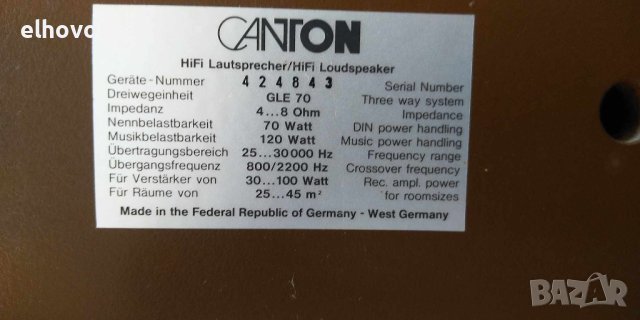 elhovo
CANTON
HiFi Lautsprecher/HiFi Loudspeaker
Geräte-Nummer 424843 Serial Number
Dreiwegeinheit GLE 70 Three way system
Impedanz 4...8 Ohm Impedance
Nennbelastbarkeit 70 Watt DIN power handling
Musikbelastbarkeit 120 Watt Music power handling
Übertragungsbereich 25...30000 Hz Frequency range
Übergangsfrequenz 800/2200 Hz Crossover frequency
Für Verstärker von 30...100 Watt Rec. ampl. power
Für Räume von 25...45 m² for roomsizes
Made in the Federal Republic of Germany - West Germany
BAZAR